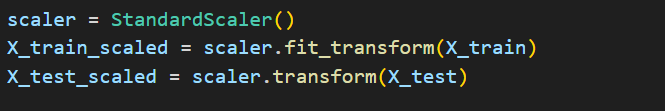 scaler = StandardScaler()
X_train_scaled = scaler.fit_transform(X_train)
X_test_scaled = scaler.transform(X_test)